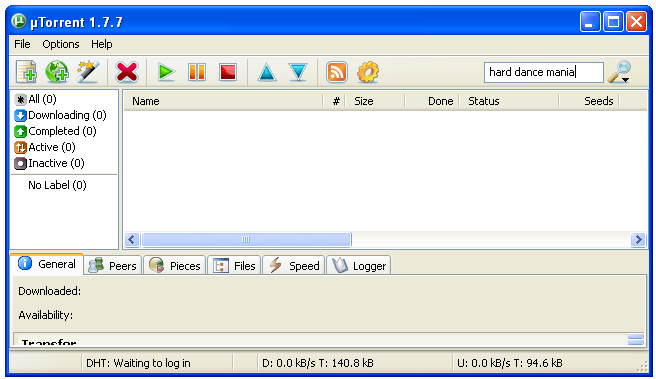 µTorrent 1.7.7
File Options Help
hard dance mania
All (0)
Downloading (0)
Completed (0)
Active (0)
Inactive (0)
No Label (0)
Name # Size Done Status Seeds
General Peers Pieces Files Speed Logger
Downloaded:
Availability:
Transfer
DHT: Waiting to log in D: 0.0 kB/s T: 140.8 kB U: 0.0 kB/s T: 94.6 kB